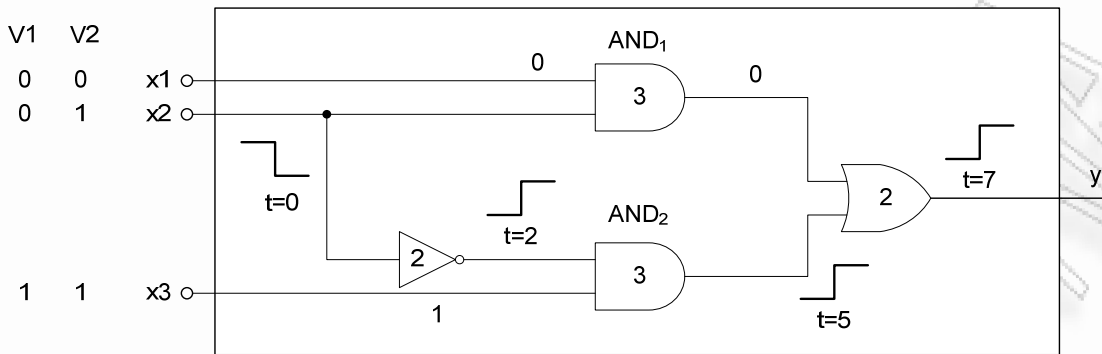 V1 V2
AND₁
0 0 x1
0
3
0
0 1 x2
t=0
t=2
2
AND₂
3
2
t=7
y
1 1 x3
1
t=5